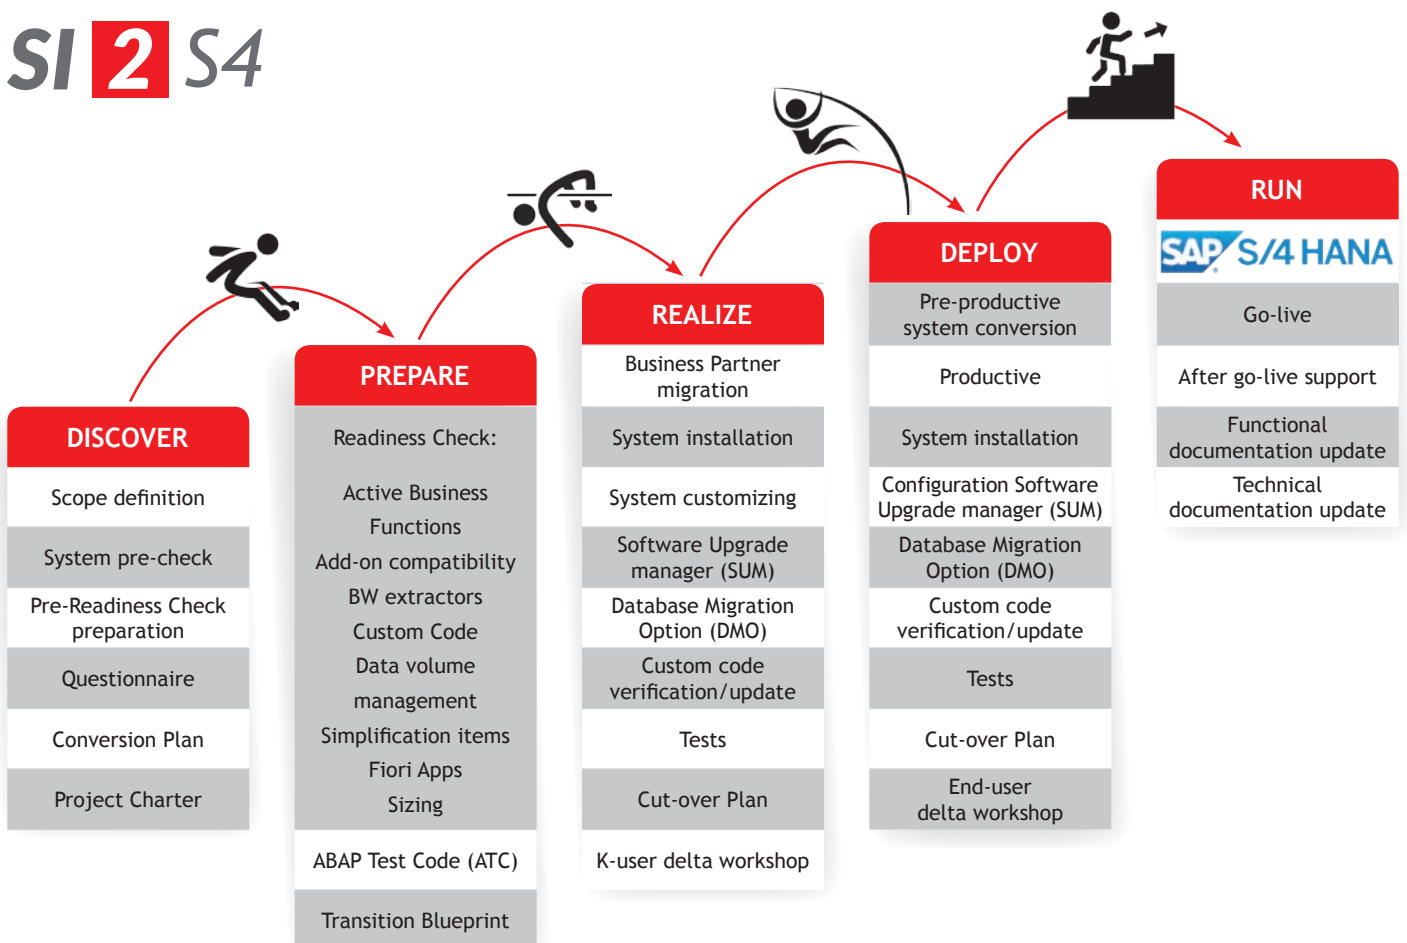 SI 2 S4
DISCOVER
Scope definition
System pre-check
Pre-Readiness Check
preparation
Questionnaire
Conversion Plan
Project Charter
PREPARE
Readiness Check:
Active Business
Functions
Add-on compatibility
BW extractors
Custom Code
Data volume
management
Simplification items
Fiori Apps
Sizing
ABAP Test Code (ATC)
Transition Blueprint
REALIZE
Business Partner
migration
System installation
System customizing
Software Upgrade
manager (SUM)
Database Migration
Option (DMO)
Custom code
verification/update
Tests
Cut-over Plan
K-user delta workshop
DEPLOY
Pre-productive
system conversion
Productive
System installation
Configuration Software
Upgrade manager (SUM)
Database Migration
Option (DMO)
Custom code
verification/update
Tests
Cut-over Plan
End-user
delta workshop
RUN
SAP S/4 HANA
Go-live
After go-live support
Functional
documentation update
Technical
documentation update